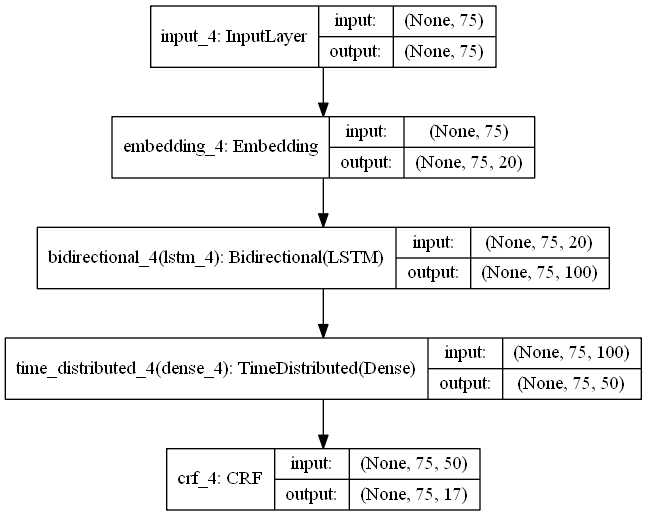 input_4: InputLayer
input: (None, 75)
output: (None, 75)
embedding_4: Embedding
input: (None, 75)
output: (None, 75, 20)
bidirectional_4(lstm_4): Bidirectional(LSTM)
input: (None, 75, 20)
output: (None, 75, 100)
time_distributed_4(dense_4): TimeDistributed(Dense)
input: (None, 75, 100)
output: (None, 75, 50)
crf_4: CRF
input: (None, 75, 50)
output: (None, 75, 17)